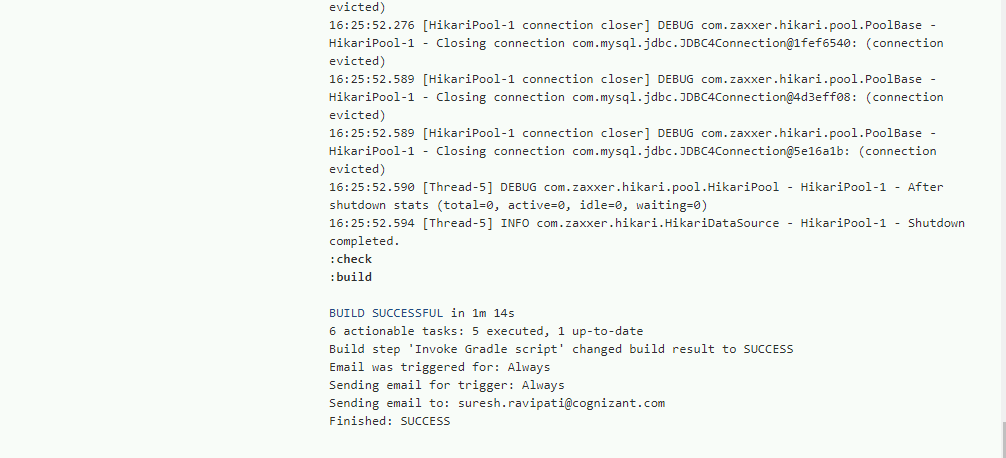 evicted)
16:25:52.276 [HikariPool-1 connection closer] DEBUG com.zaxxer.hikari.pool.PoolBase -
HikariPool-1 - Closing connection com.mysql.jdbc.JDBC4Connection@1fef6540: (connection
evicted)
16:25:52.589 [HikariPool-1 connection closer] DEBUG com.zaxxer.hikari.pool.PoolBase -
HikariPool-1 - Closing connection com.mysql.jdbc.JDBC4Connection@4d3eff08: (connection
evicted)
16:25:52.589 [HikariPool-1 connection closer] DEBUG com.zaxxer.hikari.pool.PoolBase -
HikariPool-1 - Closing connection com.mysql.jdbc.JDBC4Connection@5e16a1b: (connection
evicted)
16:25:52.590 [Thread-5] DEBUG com.zaxxer.hikari.pool.HikariPool - HikariPool-1 - After
shutdown stats (total=0, active=0, idle=0, waiting=0)
16:25:52.594 [Thread-5] INFO com.zaxxer.hikari.HikariDataSource - HikariPool-1 - Shutdown
completed.
:check
:build
BUILD SUCCESSFUL in 1m 14s
6 actionable tasks: 5 executed, 1 up-to-date
Build step 'Invoke Gradle script' changed build result to SUCCESS
Email was triggered for: Always
Sending email for trigger: Always
Sending email to: suresh.ravipati@cognizant.com
Finished: SUCCESS